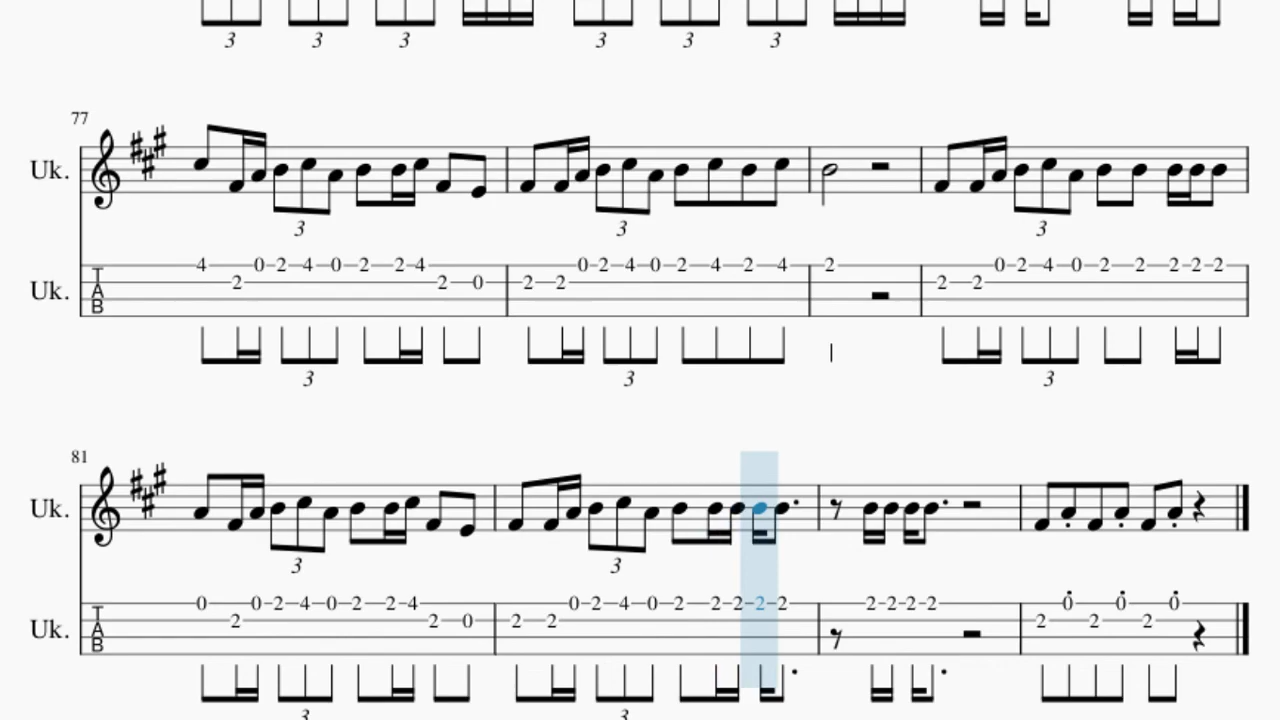 3 3 3 3 3 3
77
Uk.
3 3 3
Uk. 4 2 0 2 4 0 2 2 4 2 0 2 2 0 2 4 0 2 4 2 4 2 2 2 0 2 4 0 2 2 2 2 2
3 3 3
81
Uk.
3 3
Uk. 0 2 0 2 4 0 2 2 4 2 0 2 2 0 2 4 0 2 2 2 2 2 2 2 2 2 2 0 2 0 2 0
3 3